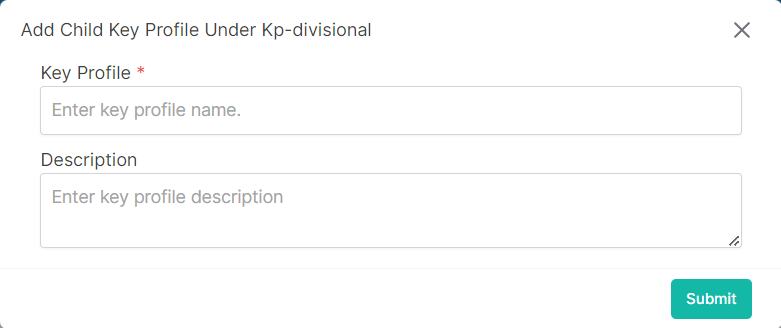 Add Child Key Profile Under Kp-divisional
Key Profile *
Enter key profile name.
Description
Enter key profile description
Submit